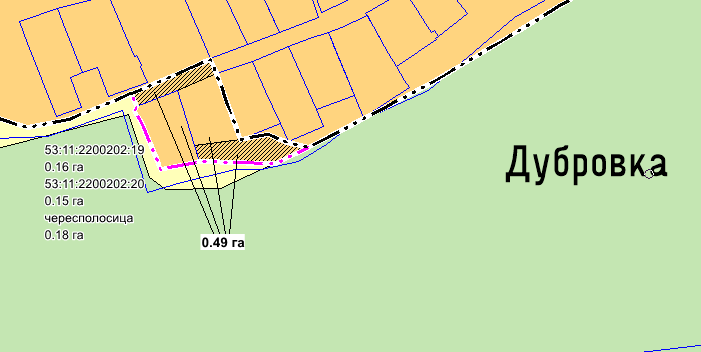 Дубровка
53:11:2200202:19
0.16 га
53:11:2200202:20
0.15 га
чересполосица
0.18 га
0.49 га